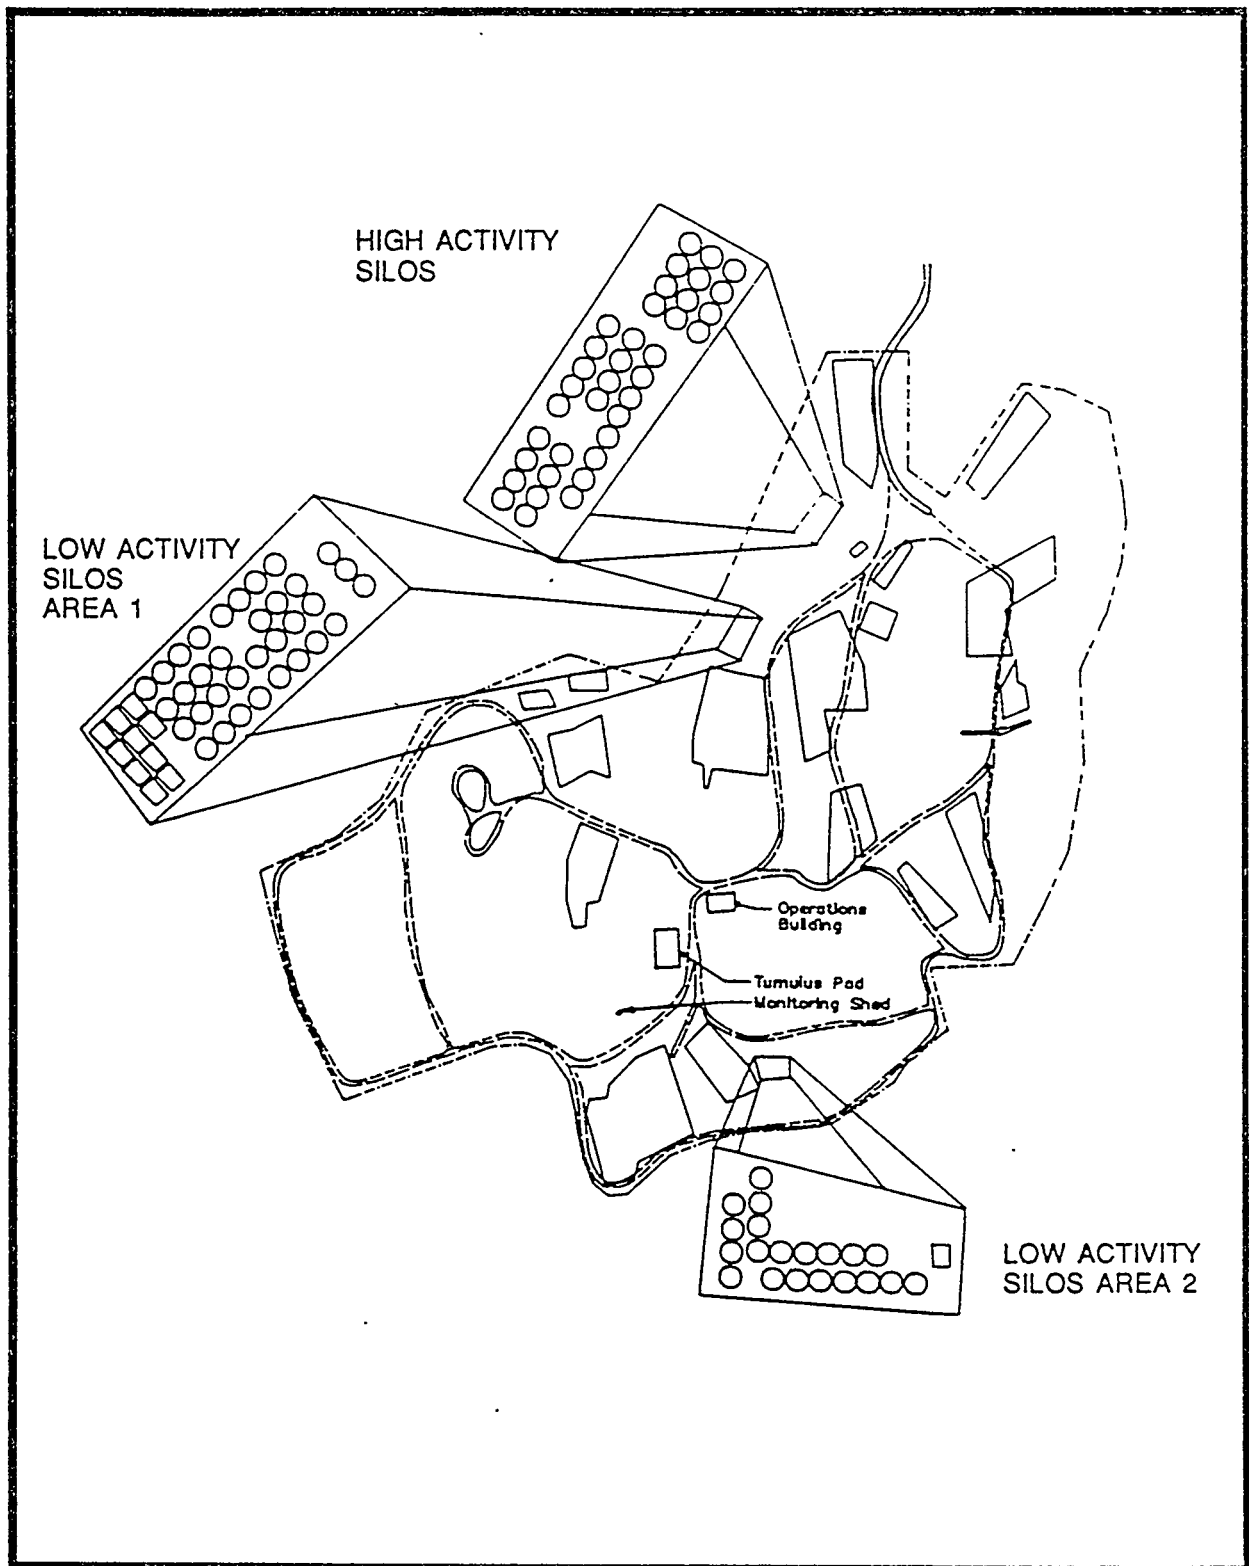 HIGH ACTIVITY
SILOS
LOW ACTIVITY
SILOS
AREA 1
Operations
Building
Tumulus Pad
Monitoring Shed
LOW ACTIVITY
SILOS AREA 2